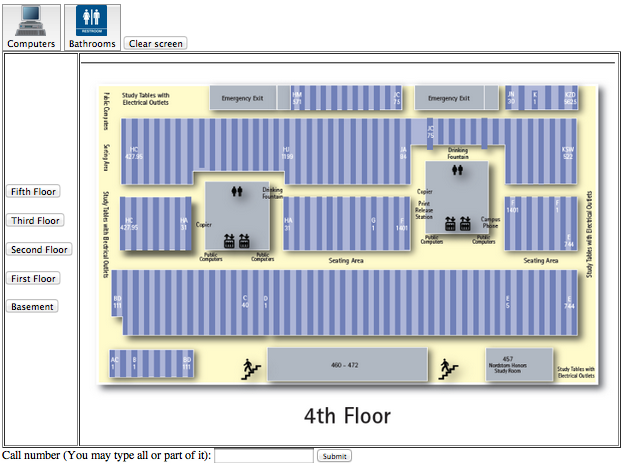 RESTROOM
Computers
Bathrooms
Clear screen
Fifth Floor
Third Floor
Second Floor
First Floor
Basement
Public Computers
Study Tables with
Electrical Outlets
Emergency Exit
HM
571
JC
75
Emergency Exit
JN
30
K
1
KZD
5625
Sorting Area
HC
427.95
HJ
1199
JA
84
JC
75
KSW
522
Drinking
Fountain
Study Tables with Electrical Outlets
HC
427.95
HA
31
Copier
Drinking
Fountain
Public
Computers
Public
Computers
HA
31
G
1
F
1401
Copier
Print
Release
Station
Campus
Phone
Public
Computers
Public
Computers
F
1401
F
1
E
744
Study Tables with Electrical Outlets
Seating Area
Seating Area
BD
111
C
40
D
1
E
5
E
744
AC
1
B
1
BD
111
460 - 472
457
Nordstrom Honors
Study Room
Study Tables with
Electrical Outlets
4th Floor
Call number (You may type all or part of it):
Submit